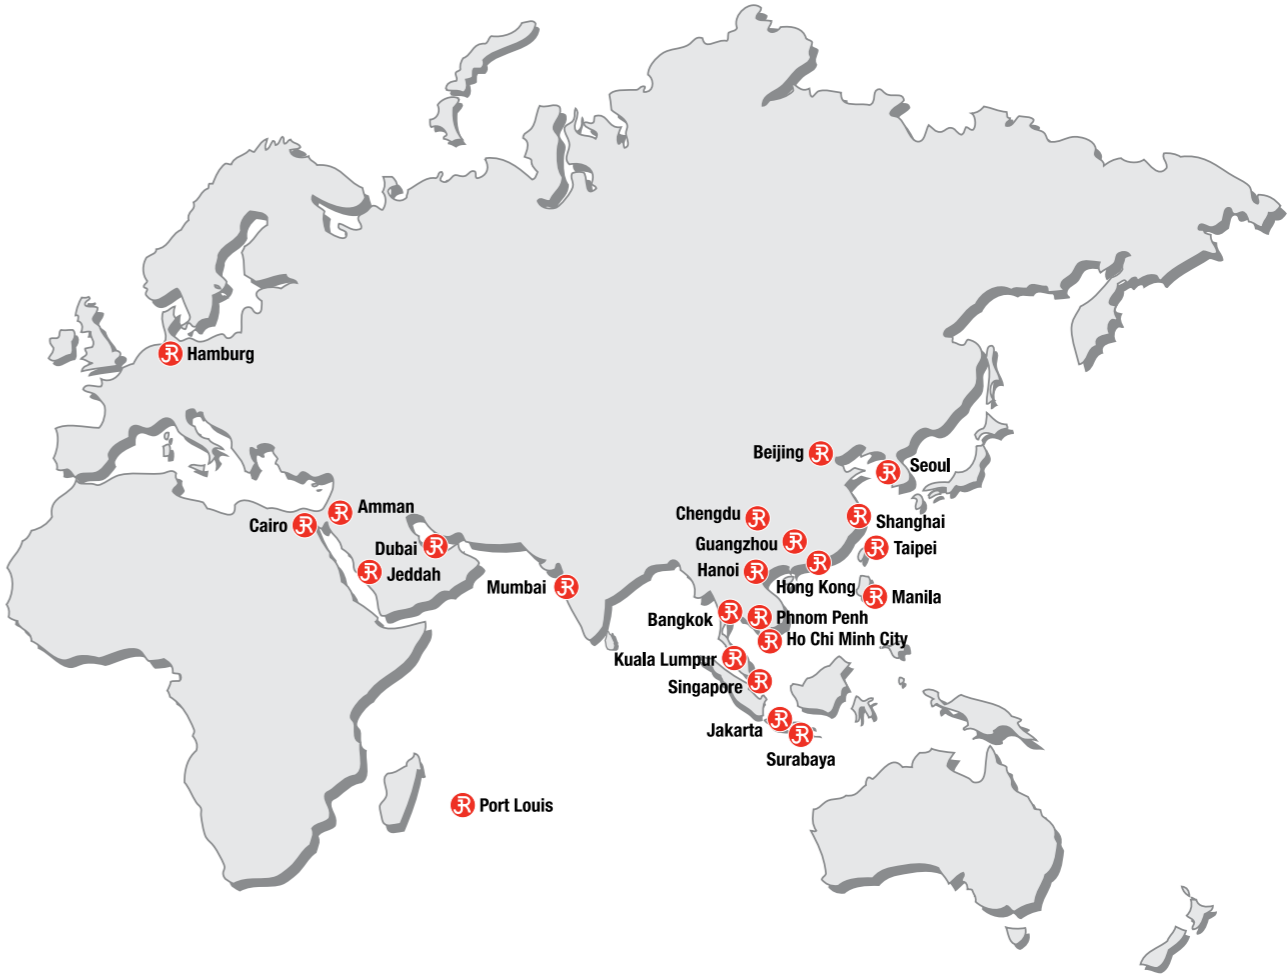 Hamburg
Beijing
Seoul
Amman
Chengdu
Cairo
Shanghai
Guangzhou
Dubai
Taipei
Hanoi
Jeddah
Mumbai
Hong Kong
Manila
Bangkok
Phnom Penh
Ho Chi Minh City
Kuala Lumpur
Singapore
Jakarta
Surabaya
Port Louis